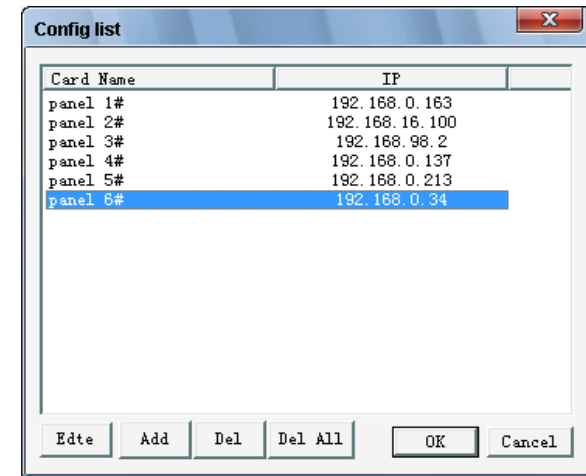 Config list
Card Name IP
panel 1# 192.168.0.163
panel 2# 192.168.16.100
panel 3# 192.168.98.2
panel 4# 192.168.0.137
panel 5# 192.168.0.213
panel 6# 192.168.0.34
Edte Add Del Del All OK Cancel